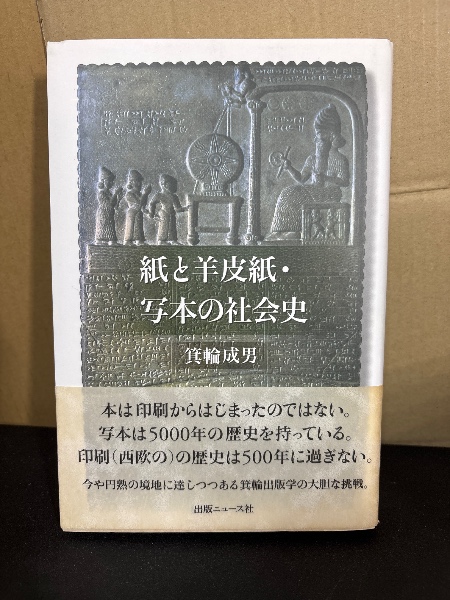 紙と羊皮紙・
写本の社会史
箕輪成男
本は印刷からはじまったのではない。
写本は5000年の歴史を持っている。
印刷(西欧の)の歴史は500年に過ぎない。
今や円熟の境地に達しつつある箕輪出版学の大胆な挑戦。
出版ニュース社